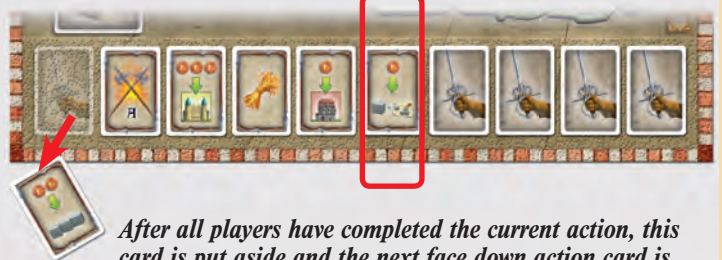 After all players have completed the current action, this
card is put aside and the next face down action card is